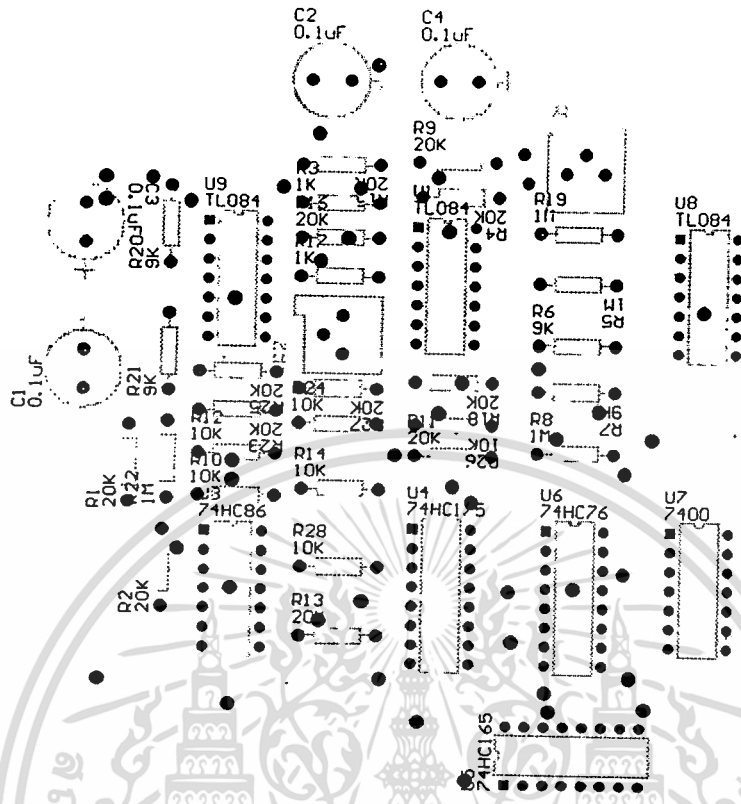 C2
0.1uF
C4
0.1uF
R9
20K
R3
1K
20K
R12
1K
U9
TL084
C3
0.1uF
9K
TL084
20K
R4
R19
1M
U8
TL084
R5
1M
R6
9K
C1
0.1uF
R21
9K
20K
R25
R24
10K
20K
R27
20K
R18
R11
20K
10K
R26
R7
9K
R8
1M
R12
10K
20K
R23
R10
10K
R14
10K
R1
20K
R22
1M
U3
74HC86
U4
74HC175
U6
74HC76
U7
7400
R28
10K
R2
20K
R13
20K
74HC165